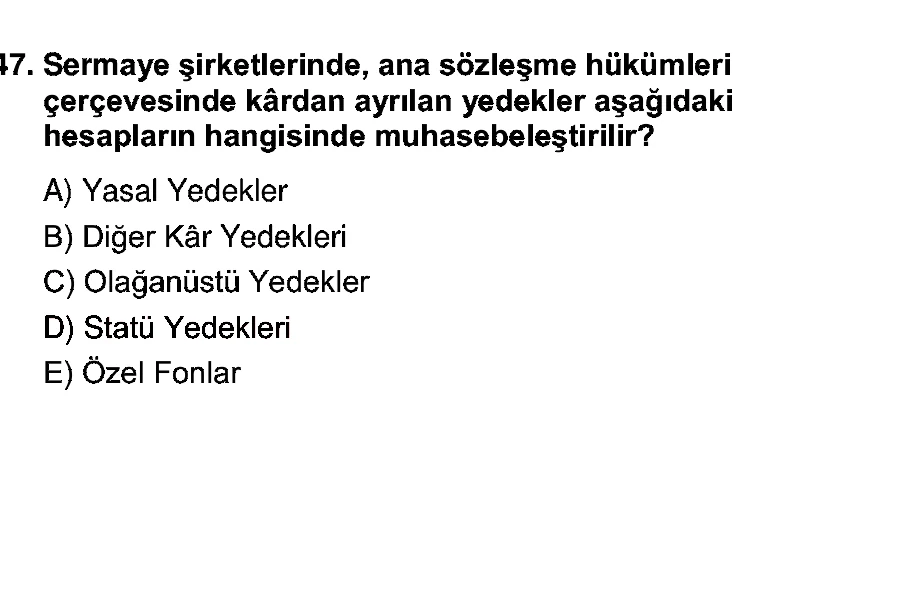 47. Sermaye şirketlerinde, ana sözleşme hükümleri
çerçevesinde kârdan ayrılan yedekler aşağıdaki
hesapların hangisinde muhasebeleştirilir?
A) Yasal Yedekler
B) Diğer Kâr Yedekleri
C) Olağanüstü Yedekler
D) Statü Yedekleri
E) Özel Fonlar